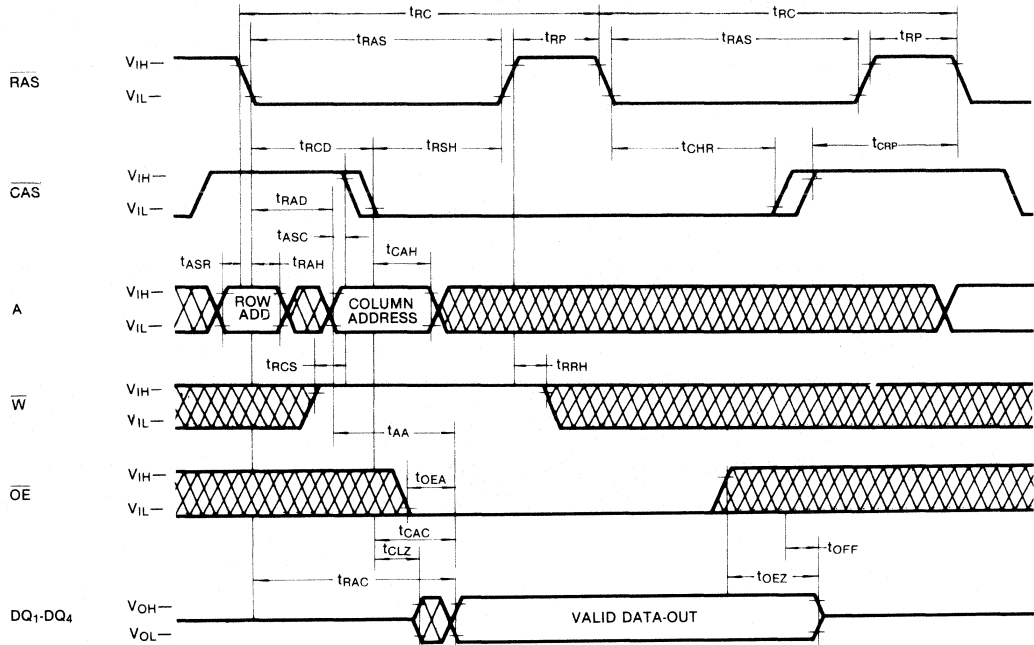 tRC tRC
tRAS tRP tRAS tRP
RAS VIH
VIL
tRCD tRSH tCHR tCRP
CAS VIH
VIL
tRAD
tASC
tASR tRAH tCAH
A VIH
VIL
ROW ADD
COLUMN ADDRESS
tRCS tRRH
W VIH
VIL
tAA
OE VIH
VIL
tOEA
tCAC
tCLZ tOFF
tRAC tOEZ
DQ1-DQ4 VOH
VOL
VALID DATA-OUT